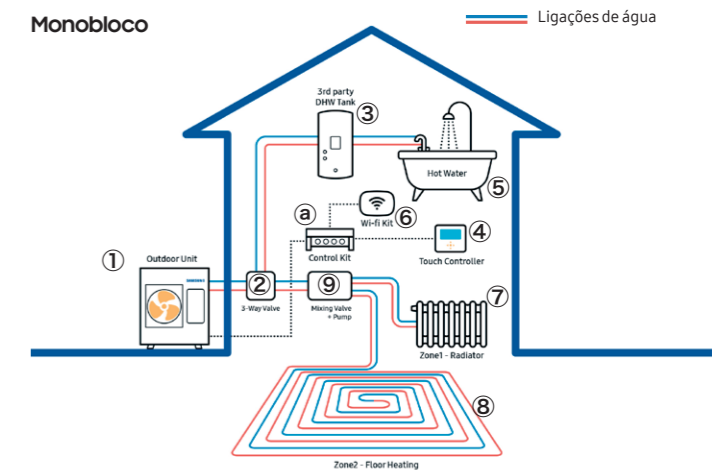 Monobloco
Ligações de água
3rd party
DHW Tank
③
Hot Water
⑤
ⓐ
Wi-fi Kit
⑥
Control Kit
④
Touch Controller
①
Outdoor Unit
SAMSUNG
②
3-Way Valve
⑨
Mixing Valve
+ Pump
⑦
Zone1 - Radiator
⑧
Zone2 - Floor Heating